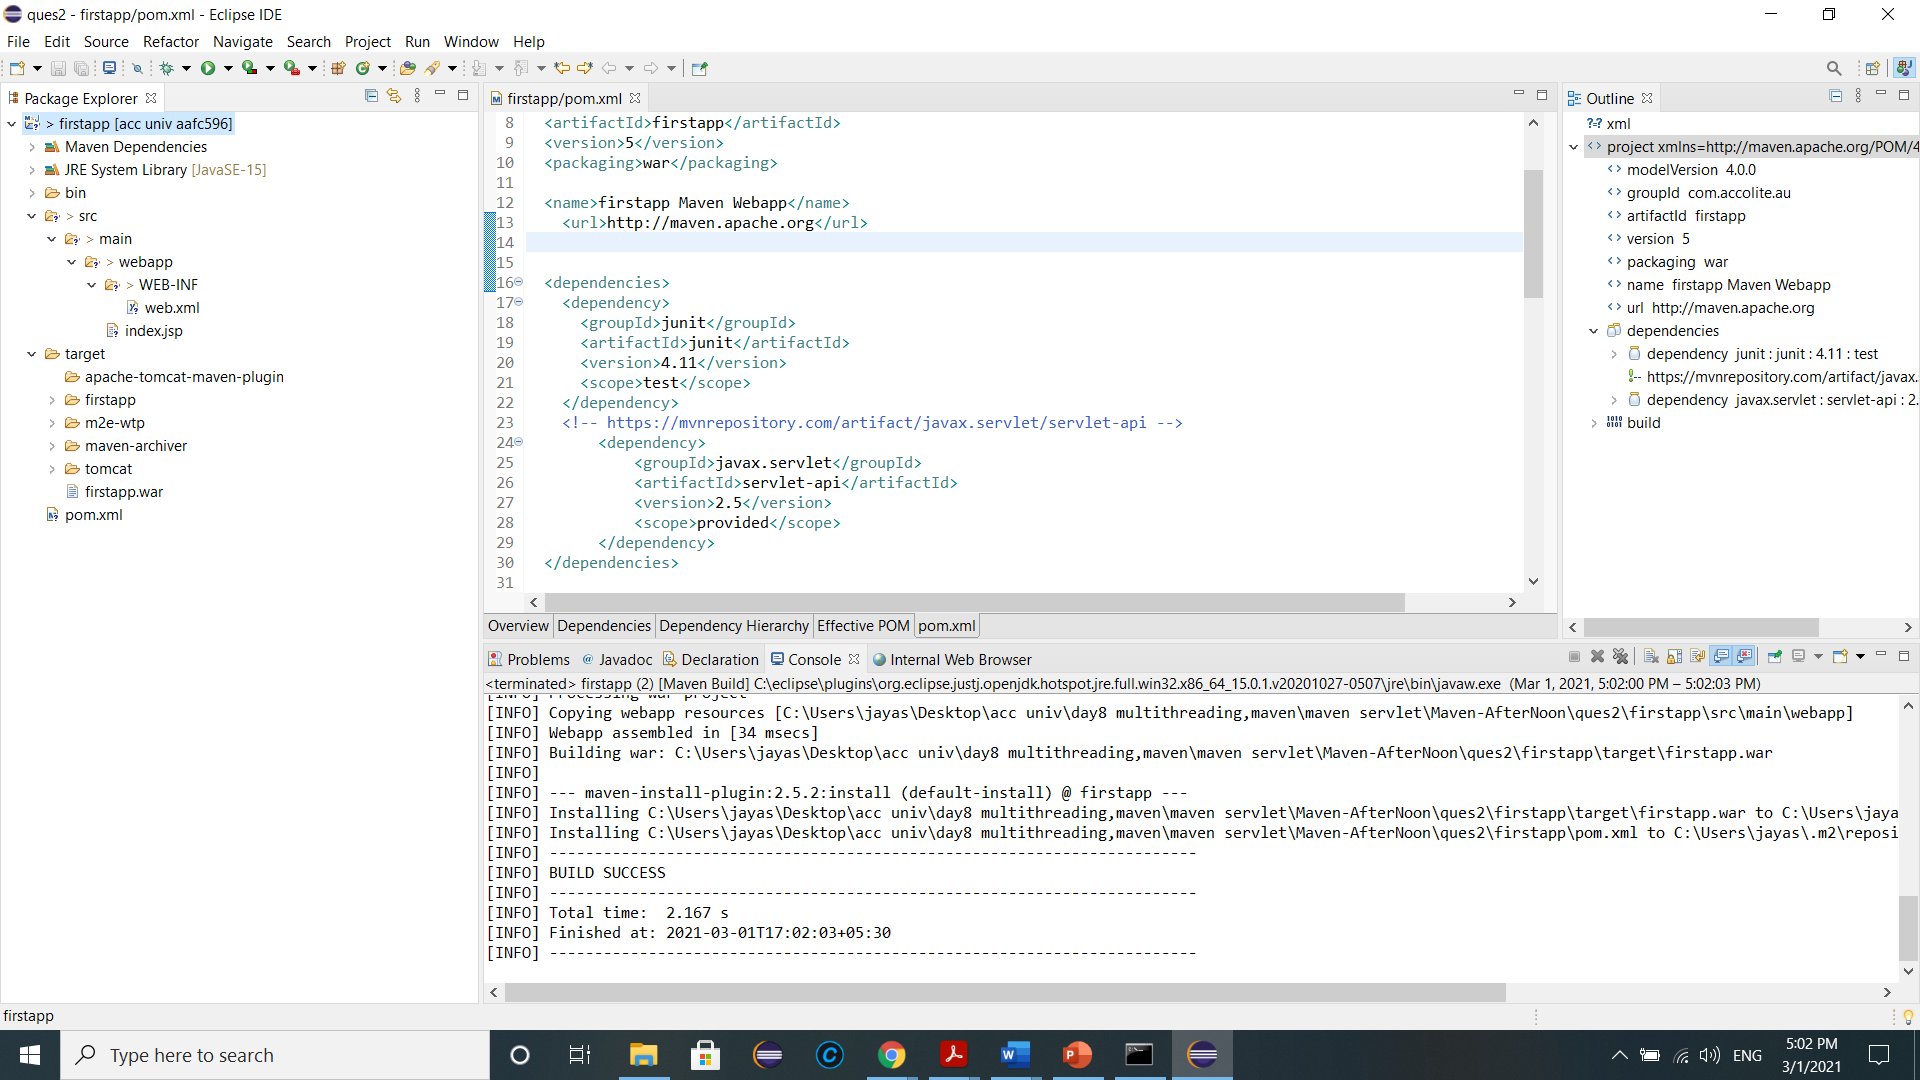 ques2 - firstapp/pom.xml - Eclipse IDE
File Edit Source Refactor Navigate Search Project Run Window Help
Package Explorer
> firstapp [acc univ aafc596]
Maven Dependencies
JRE System Library [JavaSE-15]
bin
> src
> main
> webapp
> WEB-INF
web.xml
index.jsp
target
apache-tomcat-maven-plugin
firstapp
m2e-wtp
maven-archiver
tomcat
firstapp.war
pom.xml
firstapp/pom.xml
8 <artifactId>firstapp</artifactId>
9 <version>5</version>
10 <packaging>war</packaging>
11
12 <name>firstapp Maven Webapp</name>
13 <url>http://maven.apache.org</url>
14
15
16 <dependencies>
17 <dependency>
18 <groupId>junit</groupId>
19 <artifactId>junit</artifactId>
20 <version>4.11</version>
21 <scope>test</scope>
22 </dependency>
23 <!-- https://mvnrepository.com/artifact/javax.servlet/servlet-api -->
24 <dependency>
25 <groupId>javax.servlet</groupId>
26 <artifactId>servlet-api</artifactId>
27 <version>2.5</version>
28 <scope>provided</scope>
29 </dependency>
30 </dependencies>
31
Overview Dependencies Dependency Hierarchy Effective POM pom.xml
Outline
xml
project xmlns=http://maven.apache.org/POM/4
modelVersion 4.0.0
groupId com.accolite.au
artifactId firstapp
version 5
packaging war
name firstapp Maven Webapp
url http://maven.apache.org
dependencies
dependency junit : junit : 4.11 : test
https://mvnrepository.com/artifact/javax.
dependency javax.servlet : servlet-api : 2.
build
Problems @ Javadoc Declaration Console Internal Web Browser
<terminated> firstapp (2) [Maven Build] C:\eclipse\plugins\org.eclipse.justj.openjdk.hotspot.jre.full.win32.x86_64_15.0.1.v20201027-0507\jre\bin\javaw.exe (Mar 1, 2021, 5:02:00 PM – 5:02:03 PM)
[INFO] Processing war project
[INFO] Copying webapp resources [C:\Users\jayas\Desktop\acc univ\day8 multithreading,maven\maven servlet\Maven-AfterNoon\ques2\firstapp\src\main\webapp]
[INFO] Webapp assembled in [34 msecs]
[INFO] Building war: C:\Users\jayas\Desktop\acc univ\day8 multithreading,maven\maven servlet\Maven-AfterNoon\ques2\firstapp\target\firstapp.war
[INFO]
[INFO] --- maven-install-plugin:2.5.2:install (default-install) @ firstapp ---
[INFO] Installing C:\Users\jayas\Desktop\acc univ\day8 multithreading,maven\maven servlet\Maven-AfterNoon\ques2\firstapp\target\firstapp.war to C:\Users\jaya
[INFO] Installing C:\Users\jayas\Desktop\acc univ\day8 multithreading,maven\maven servlet\Maven-AfterNoon\ques2\firstapp\pom.xml to C:\Users\jayas\.m2\reposi
[INFO] ------------------------------------------------------------------------
[INFO] BUILD SUCCESS
[INFO] ------------------------------------------------------------------------
[INFO] Total time:  2.167 s
[INFO] Finished at: 2021-03-01T17:02:03+05:30
[INFO] ------------------------------------------------------------------------
firstapp
Type here to search
ENG
5:02 PM
3/1/2021